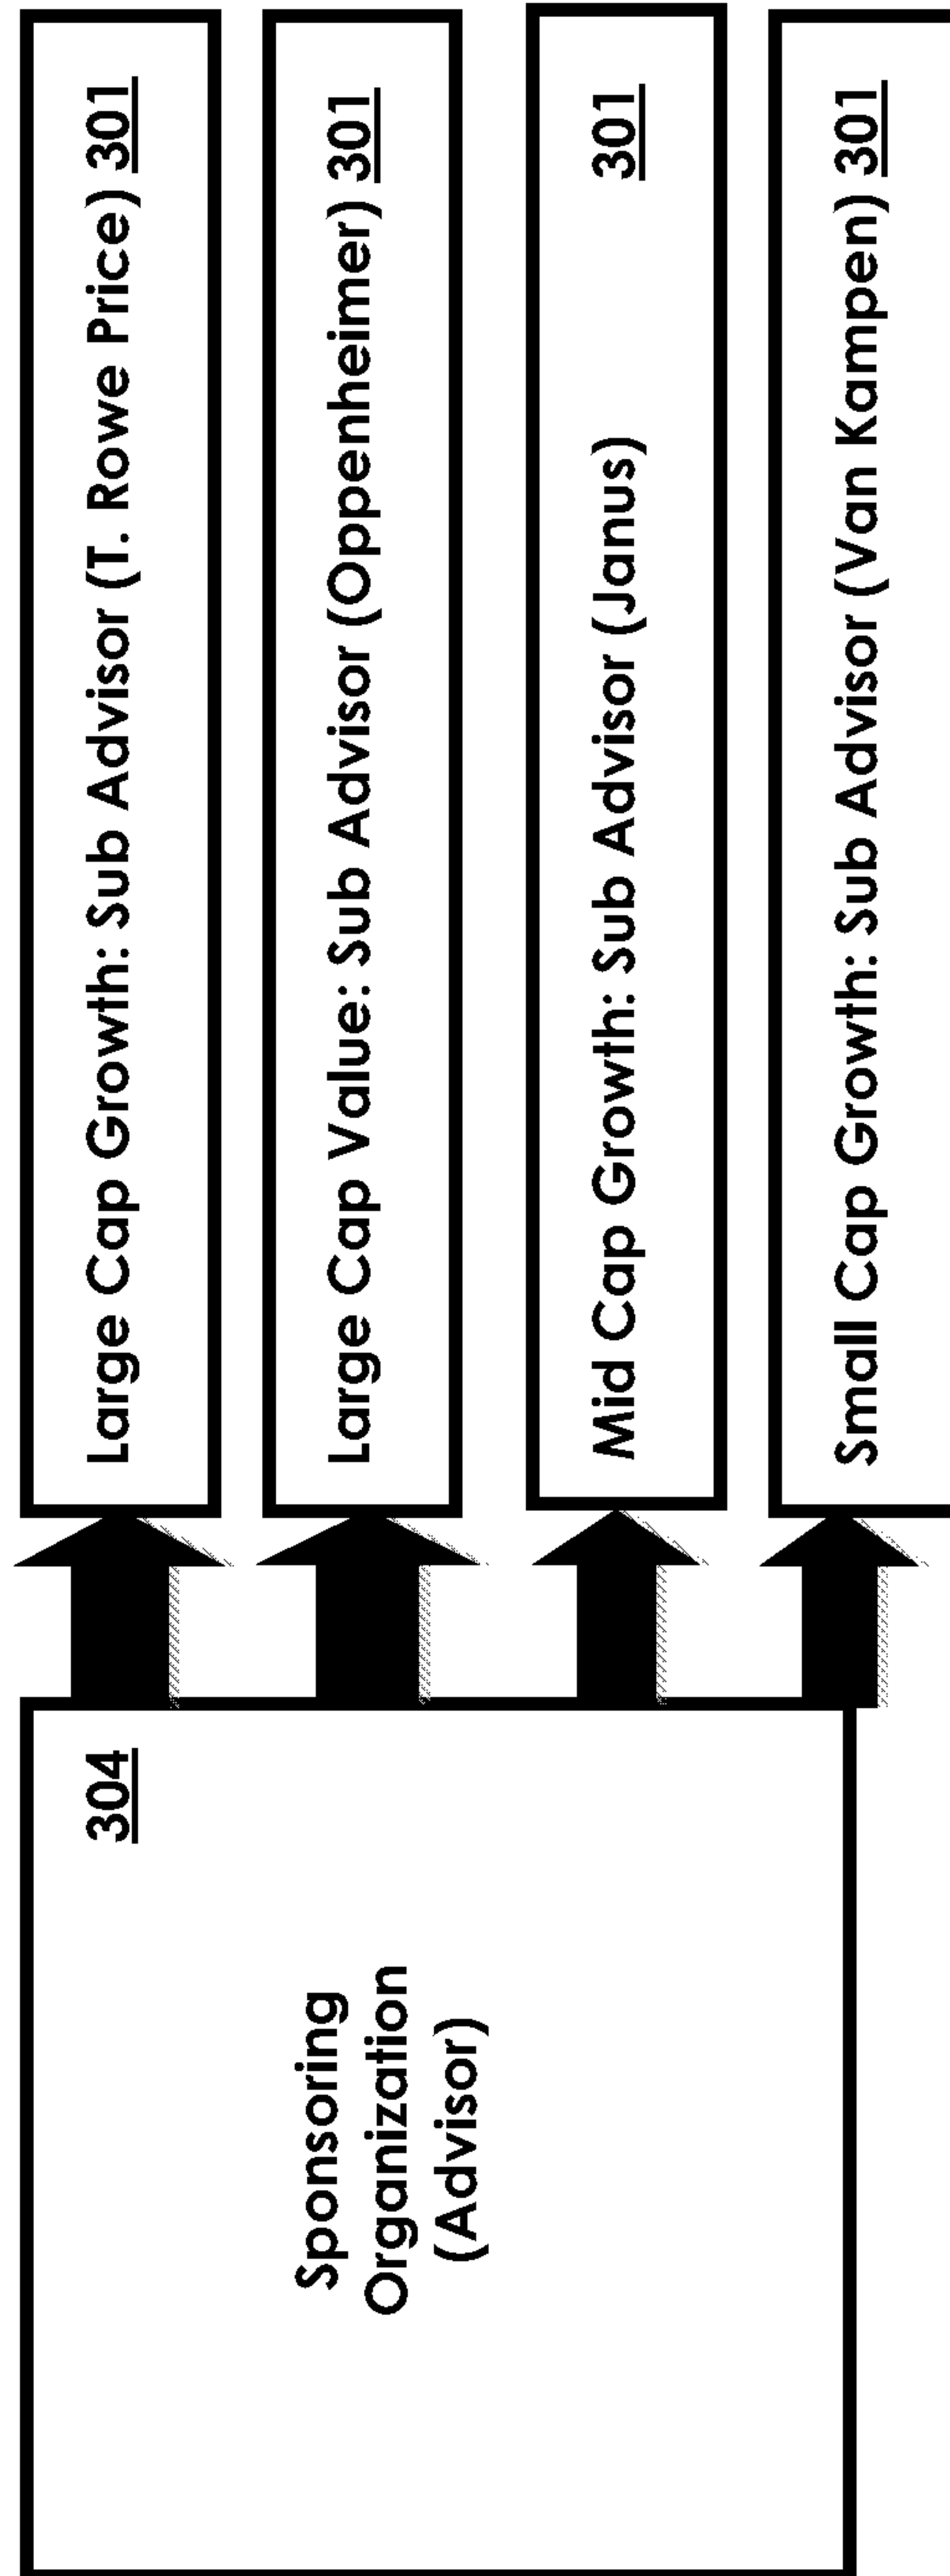 304
Sponsoring
Organization
(Advisor)
Large Cap Growth: Sub Advisor (T. Rowe Price) 301
Large Cap Value: Sub Advisor (Oppenheimer) 301
Mid Cap Growth: Sub Advisor (Janus) 301
Small Cap Growth: Sub Advisor (Van Kampen) 301